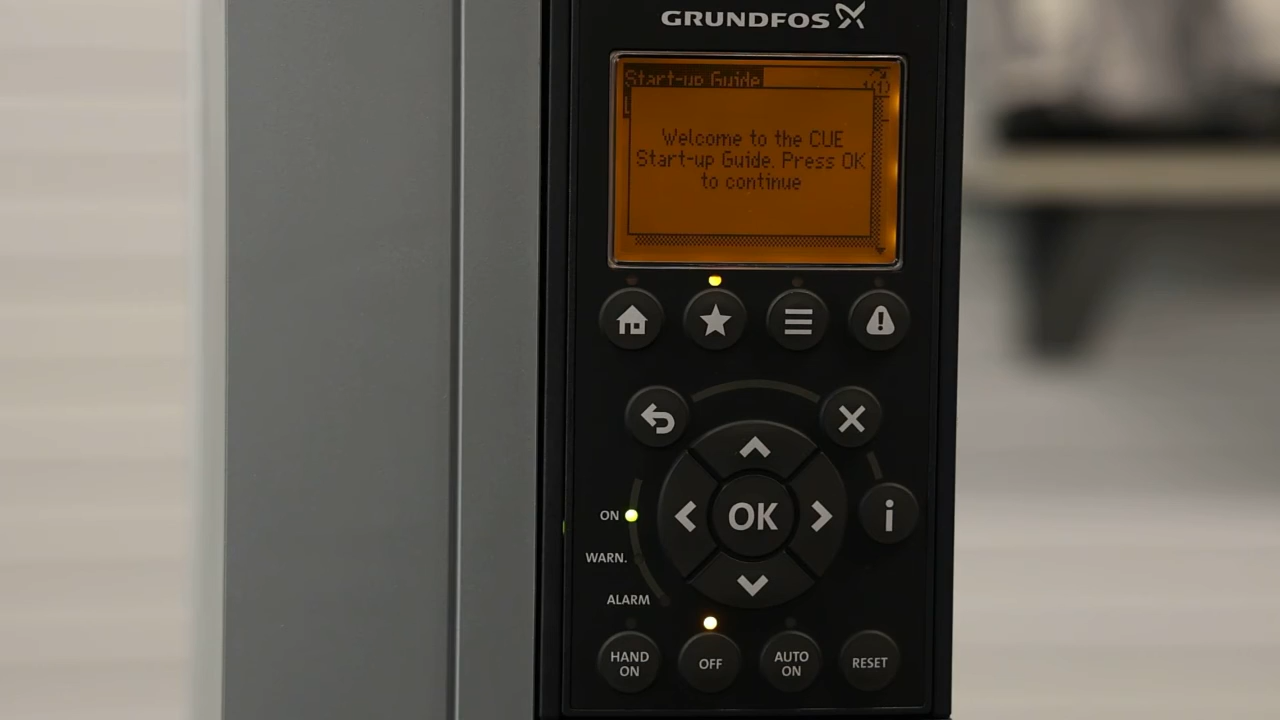 GRUNDFOS
Start-up Guide
Welcome to the CUE
Start-up Guide. Press OK
to continue
OK
i
ON
WARN.
ALARM
HAND
ON
OFF
AUTO
ON
RESET